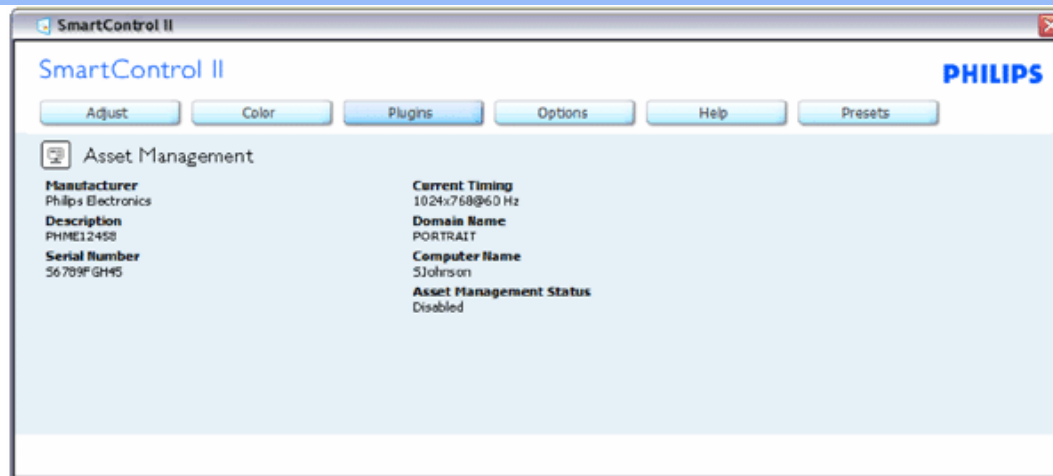 SmartControl II
SmartControl II
PHILIPS
Adjust
Color
Plugins
Options
Help
Presets
Asset Management
Manufacturer
Philips Electronics
Description
PHME12458
Serial Number
56789FGH45
Current Timing
1024x768@60 Hz
Domain Name
PORTRAIT
Computer Name
SJohnson
Asset Management Status
Disabled